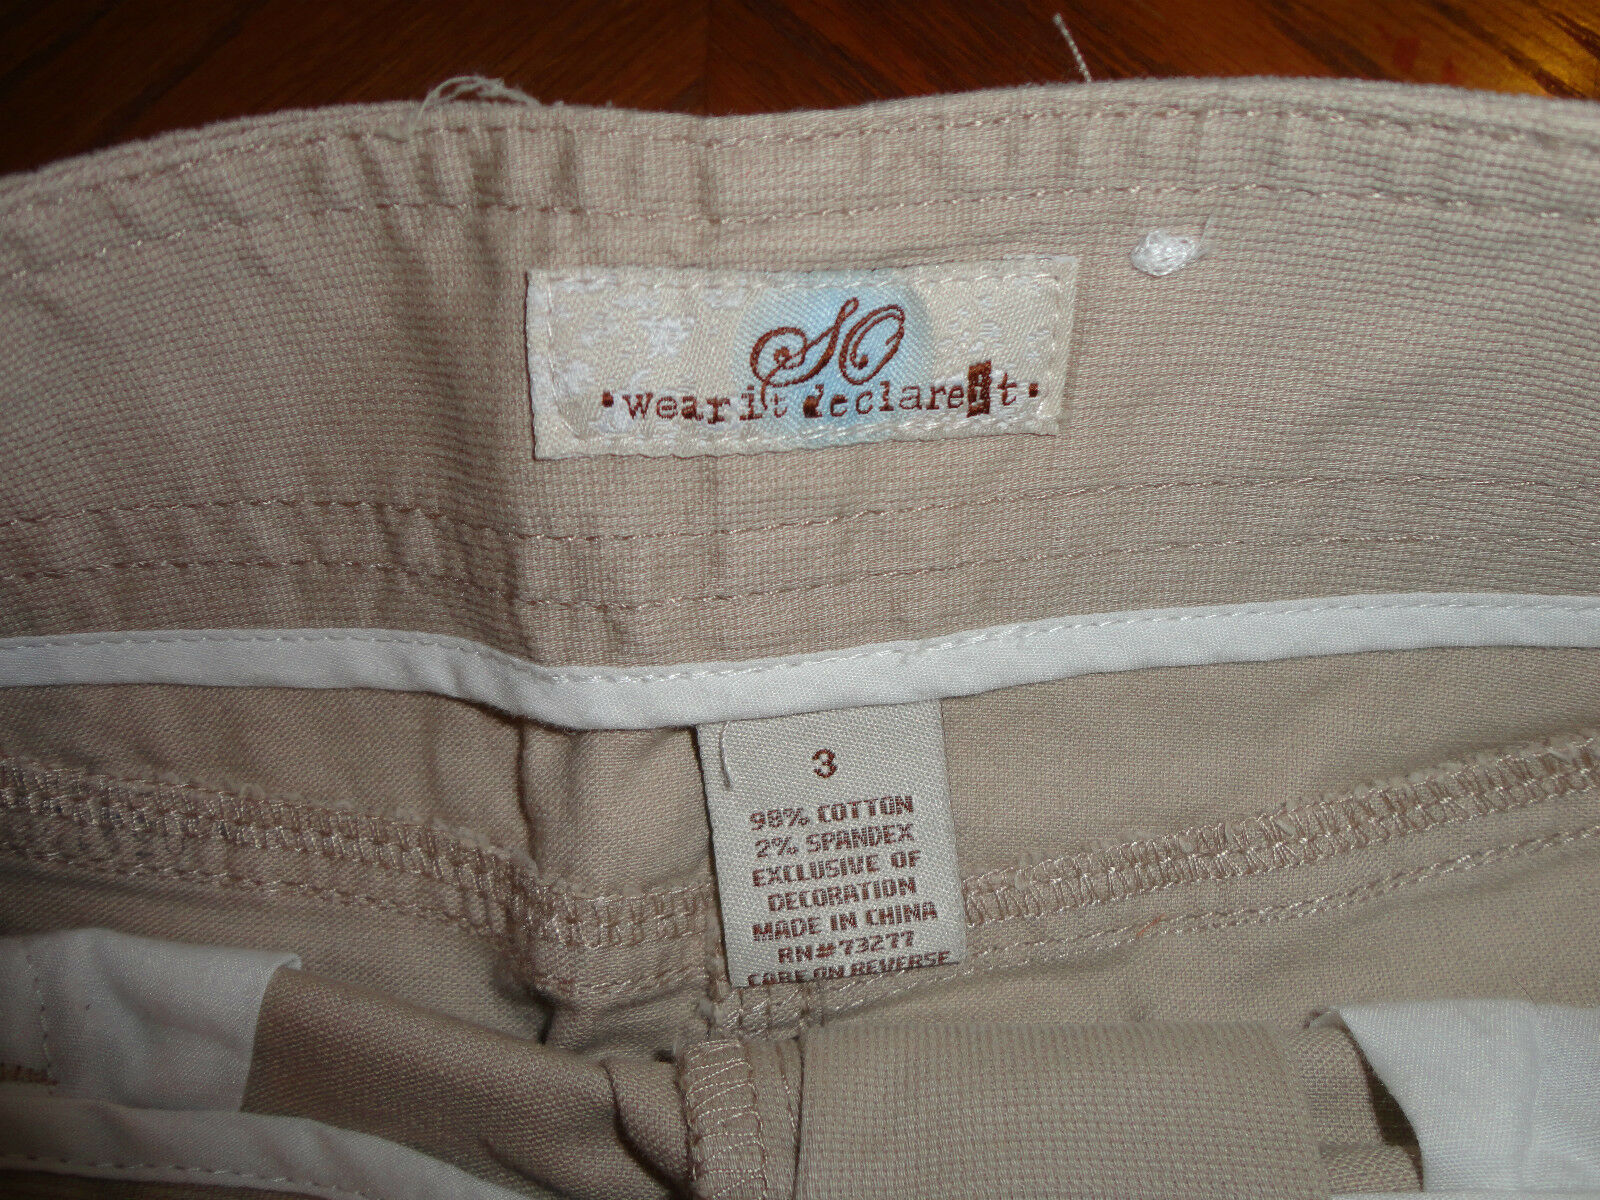 SO
• wear it declare it •
3
98% COTTON
2% SPANDEX
EXCLUSIVE OF
DECORATION
MADE IN CHINA
RN#73277
CARE ON REVERSE